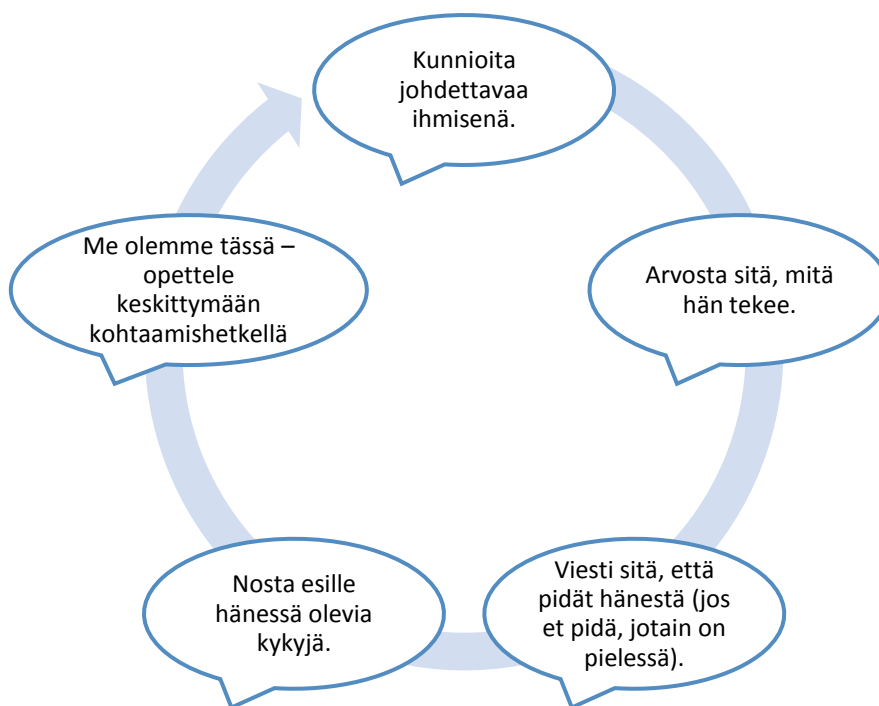 Kunnioita
johdettavaa
ihmisenä.
Arvosta sitä, mitä
hän tekee.
Viesti sitä, että
pidät hänestä (jos
et pidä, jotain on
pielessä).
Nosta esille
hänessä olevia
kykyjä.
Me olemme tässä –
opettele
keskittymään
kohtaamishetkellä